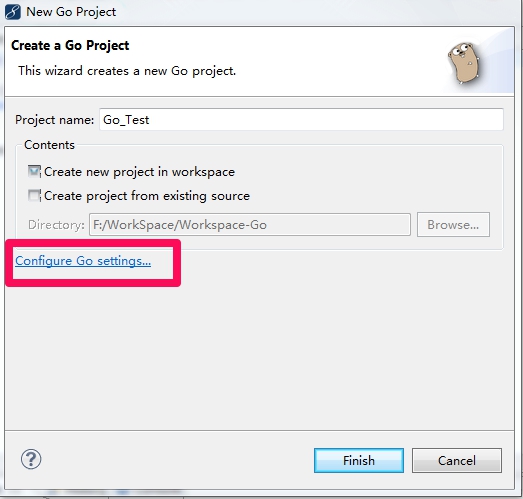 New Go Project
Create a Go Project
This wizard creates a new Go project.
Project name: Go_Test
Contents
Create new project in workspace
Create project from existing source
Directory: F:/WorkSpace/Workspace-Go Browse...
Configure Go settings...
? Finish Cancel